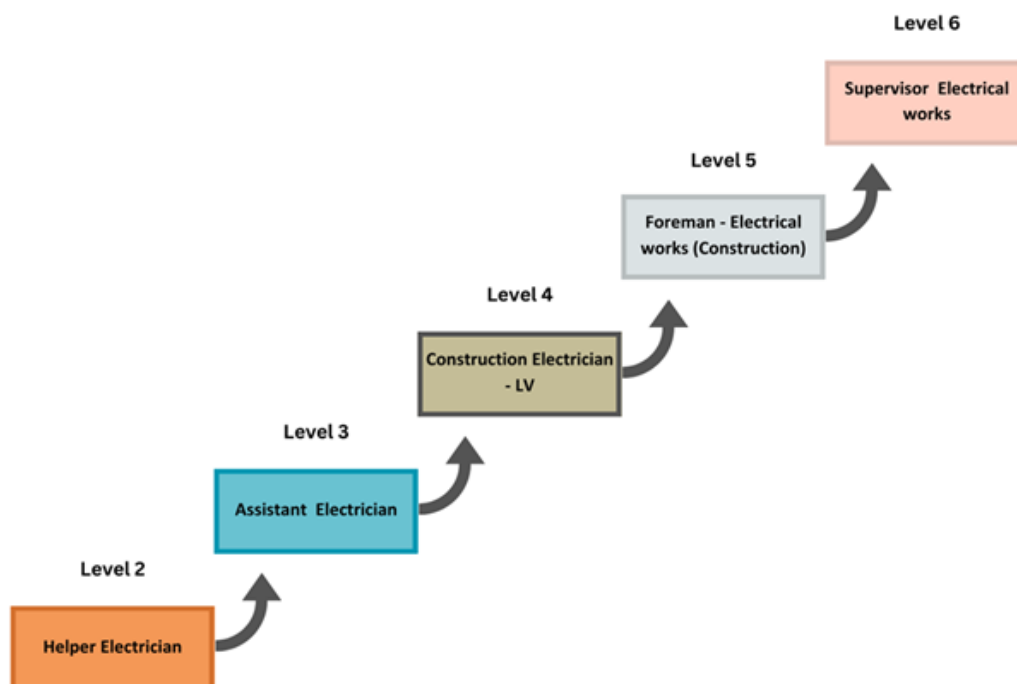 Level 6
Supervisor Electrical
works
Level 5
Foreman - Electrical
works (Construction)
Level 4
Construction Electrician
- LV
Level 3
Assistant Electrician
Level 2
Helper Electrician